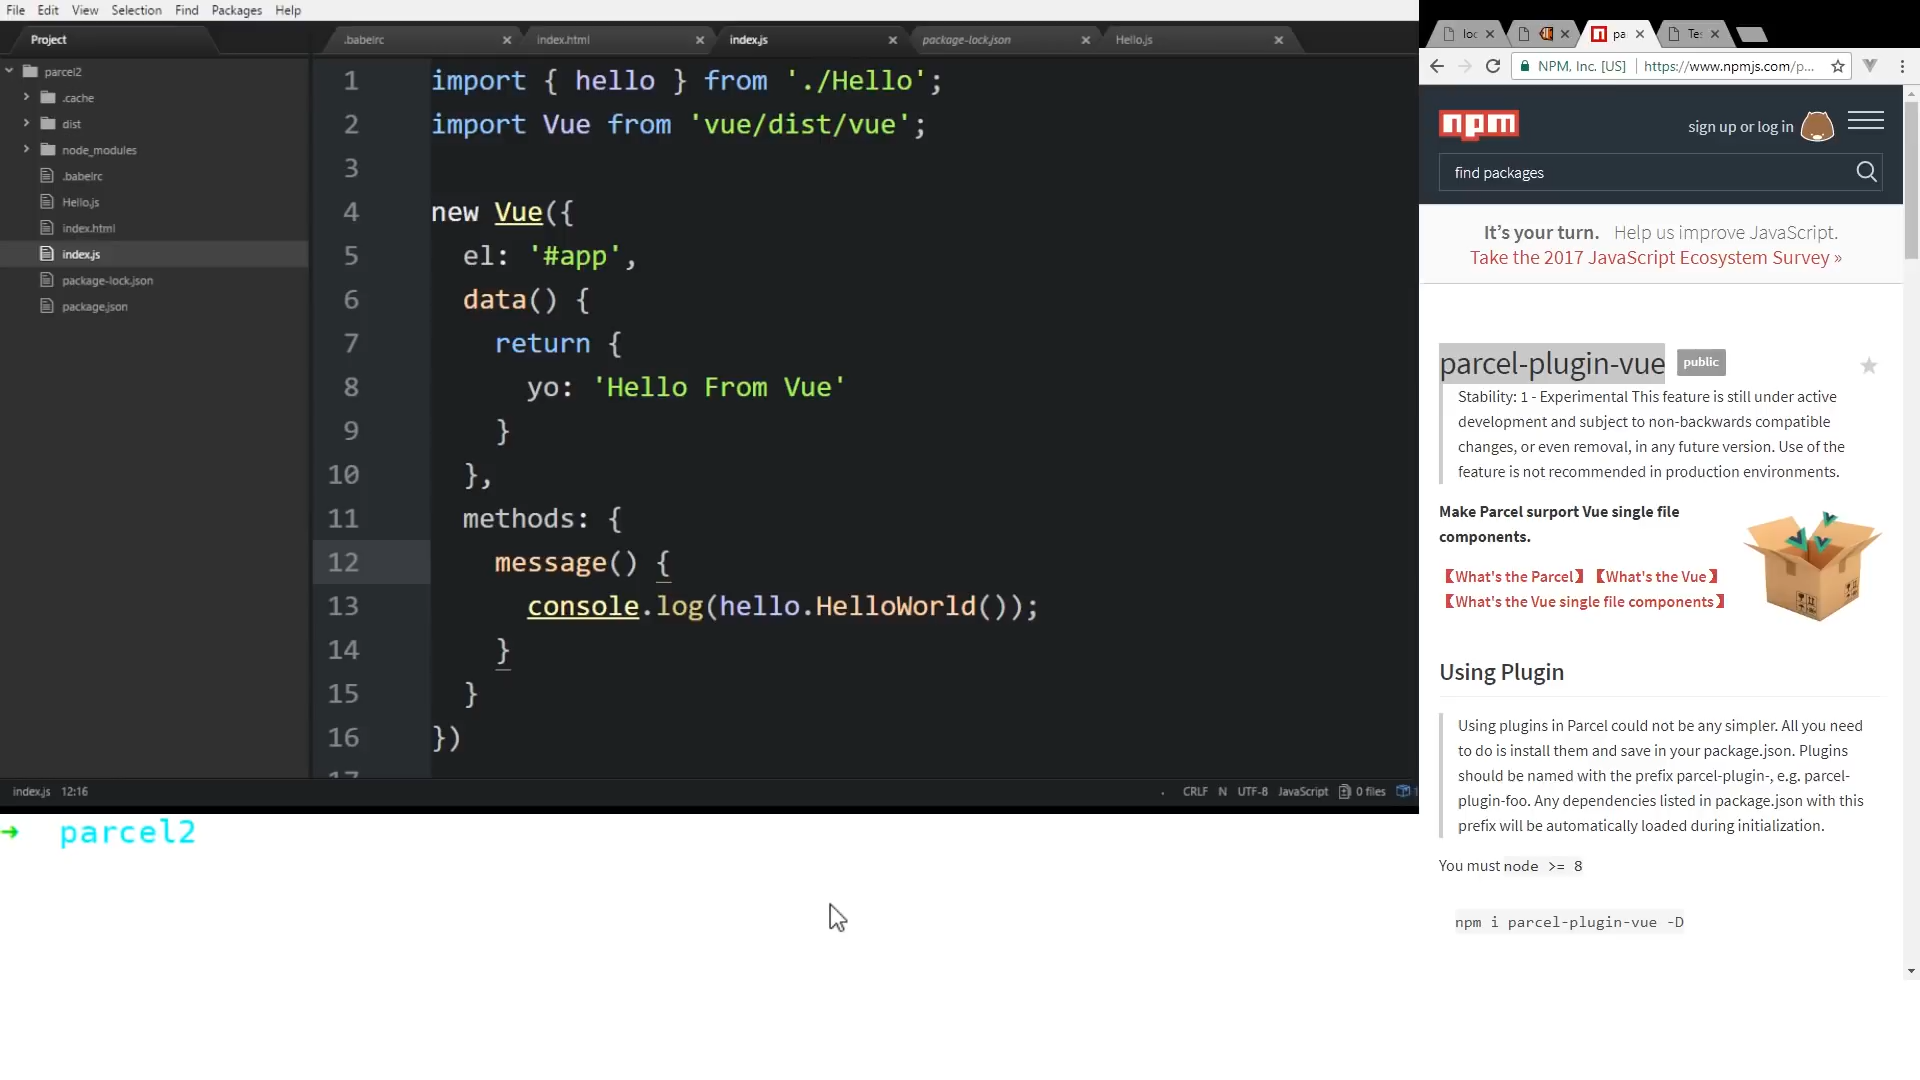 File Edit View Selection Find Packages Help
Project
parcel2
.cache
dist
node_modules
.babelrc
Hello.js
index.html
index.js
package-lock.json
package.json
.babelrc index.html index.js package-lock.json Hello.js
1 import { hello } from './Hello';
2 import Vue from 'vue/dist/vue';
3
4 new Vue({
5 el: '#app',
6 data() {
7 return {
8 yo: 'Hello From Vue'
9 }
10 },
11 methods: {
12 message() {
13 console.log(hello.HelloWorld());
14 }
15 }
16 })
17
index.js 12:16 CRLF N UTF-8 JavaScript 0 files 1
➜ parcel2
loc pa Te
NPM, Inc. [US] https://www.npmjs.com/p...
npm
sign up or log in
find packages
It’s your turn. Help us improve JavaScript.
Take the 2017 JavaScript Ecosystem Survey »
parcel-plugin-vue public
Stability: 1 - Experimental This feature is still under active
development and subject to non-backwards compatible
changes, or even removal, in any future version. Use of the
feature is not recommended in production environments.
Make Parcel surport Vue single file
components.
【What's the Parcel】【What's the Vue】
【What's the Vue single file components】
Using Plugin
Using plugins in Parcel could not be any simpler. All you need
to do is install them and save in your package.json. Plugins
should be named with the prefix parcel-plugin-, e.g. parcel-
plugin-foo. Any dependencies listed in package.json with this
prefix will be automatically loaded during initialization.
You must node >= 8
npm i parcel-plugin-vue -D